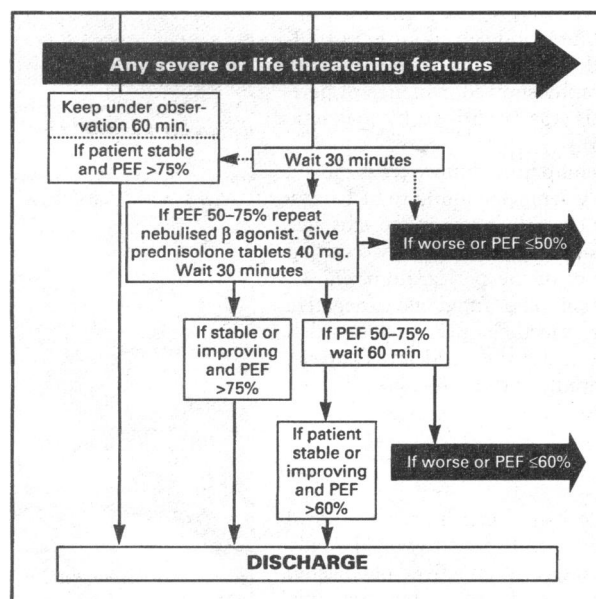 Any severe or life threatening features
Keep under obser-
vation 60 min.
If patient stable
and PEF >75%
Wait 30 minutes
If PEF 50–75% repeat
nebulised β agonist. Give
prednisolone tablets 40 mg.
Wait 30 minutes
If worse or PEF ≤50%
If stable or
improving
and PEF
>75%
If PEF 50–75%
wait 60 min
If patient
stable or
improving
and PEF
>60%
If worse or PEF ≤60%
DISCHARGE